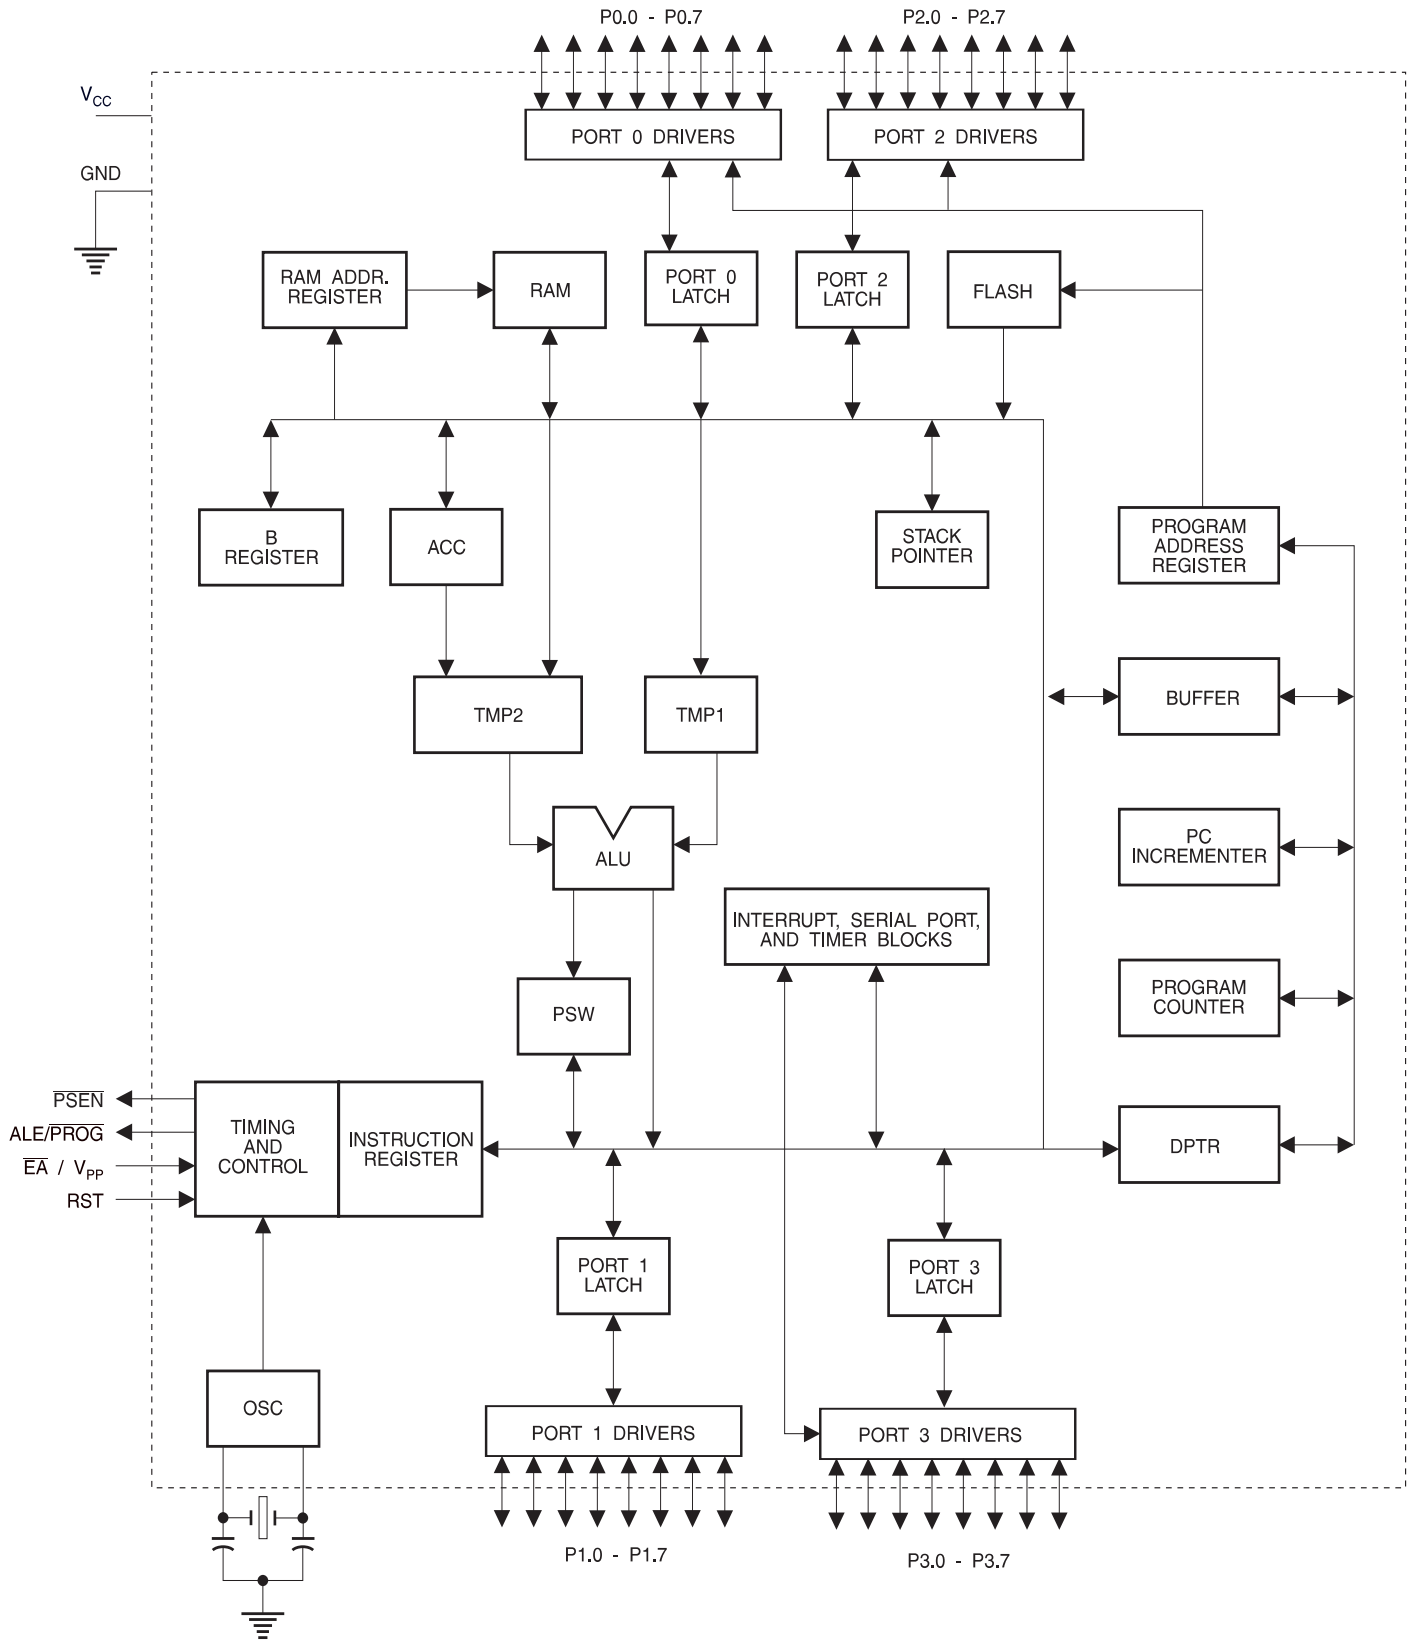 P0.0 - P0.7
P2.0 - P2.7
VCC
PORT 0 DRIVERS
PORT 2 DRIVERS
GND
RAM ADDR.
REGISTER
RAM
PORT 0
LATCH
PORT 2
LATCH
FLASH
B
REGISTER
ACC
STACK
POINTER
PROGRAM
ADDRESS
REGISTER
TMP2
TMP1
BUFFER
ALU
PC
INCREMENTER
INTERRUPT, SERIAL PORT,
AND TIMER BLOCKS
PSW
PROGRAM
COUNTER
PSEN
ALE/PROG
EA / VPP
RST
TIMING
AND
CONTROL
INSTRUCTION
REGISTER
DPTR
PORT 1
LATCH
PORT 3
LATCH
OSC
PORT 1 DRIVERS
PORT 3 DRIVERS
P1.0 - P1.7
P3.0 - P3.7